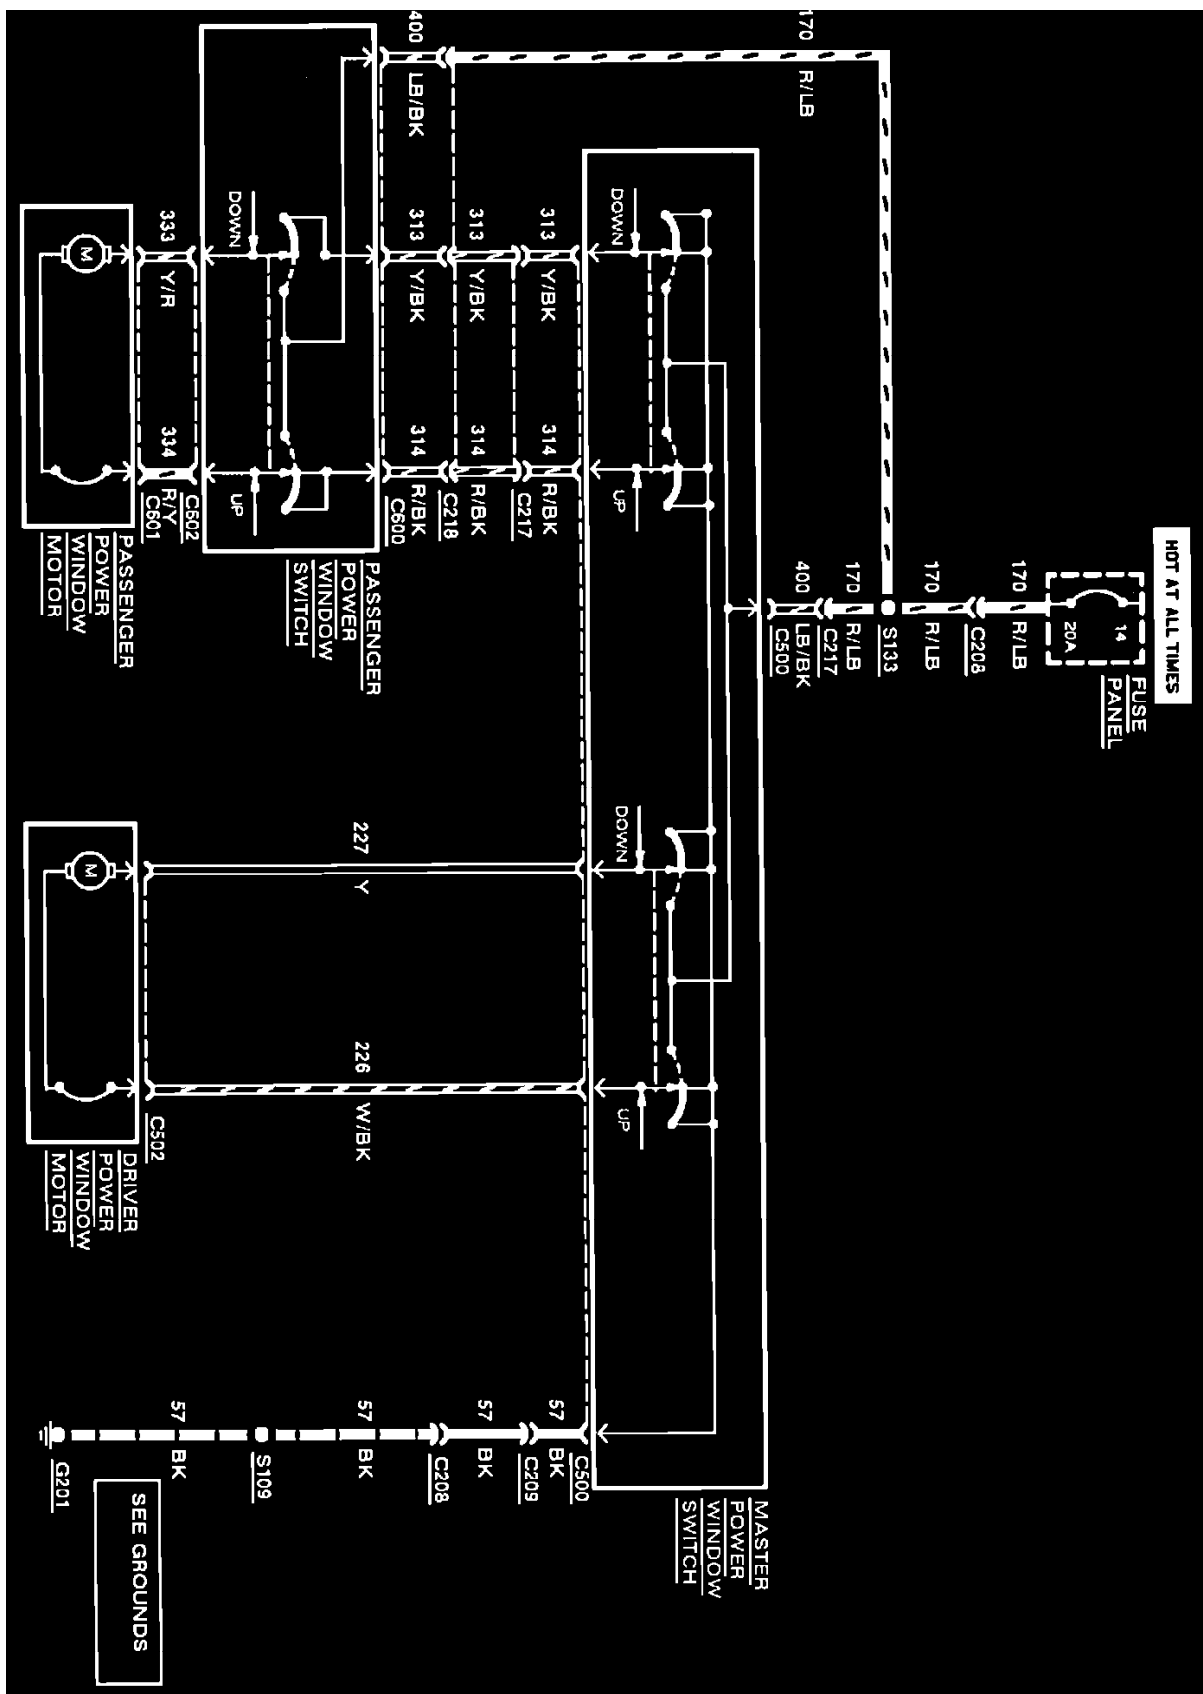 HOT AT ALL TIMES
FUSE
PANEL
14
20A
170
R/LB
C208
170
R/LB
S133
170
R/LB
C217
400
LB/BK
C500
170
R/LB
400
LB/BK
MASTER
POWER
WINDOW
SWITCH
DOWN
UP
DOWN
UP
313
Y/BK
314
R/BK
C217
313
Y/BK
314
R/BK
C218
313
Y/BK
314
R/BK
C600
PASSENGER
POWER
WINDOW
SWITCH
DOWN
UP
333
Y/R
334
R/Y
C602
C601
M
PASSENGER
POWER
WINDOW
MOTOR
227
Y
226
W/BK
C502
M
DRIVER
POWER
WINDOW
MOTOR
C500
57
BK
C209
57
BK
C208
57
BK
S109
57
BK
G201
SEE GROUNDS